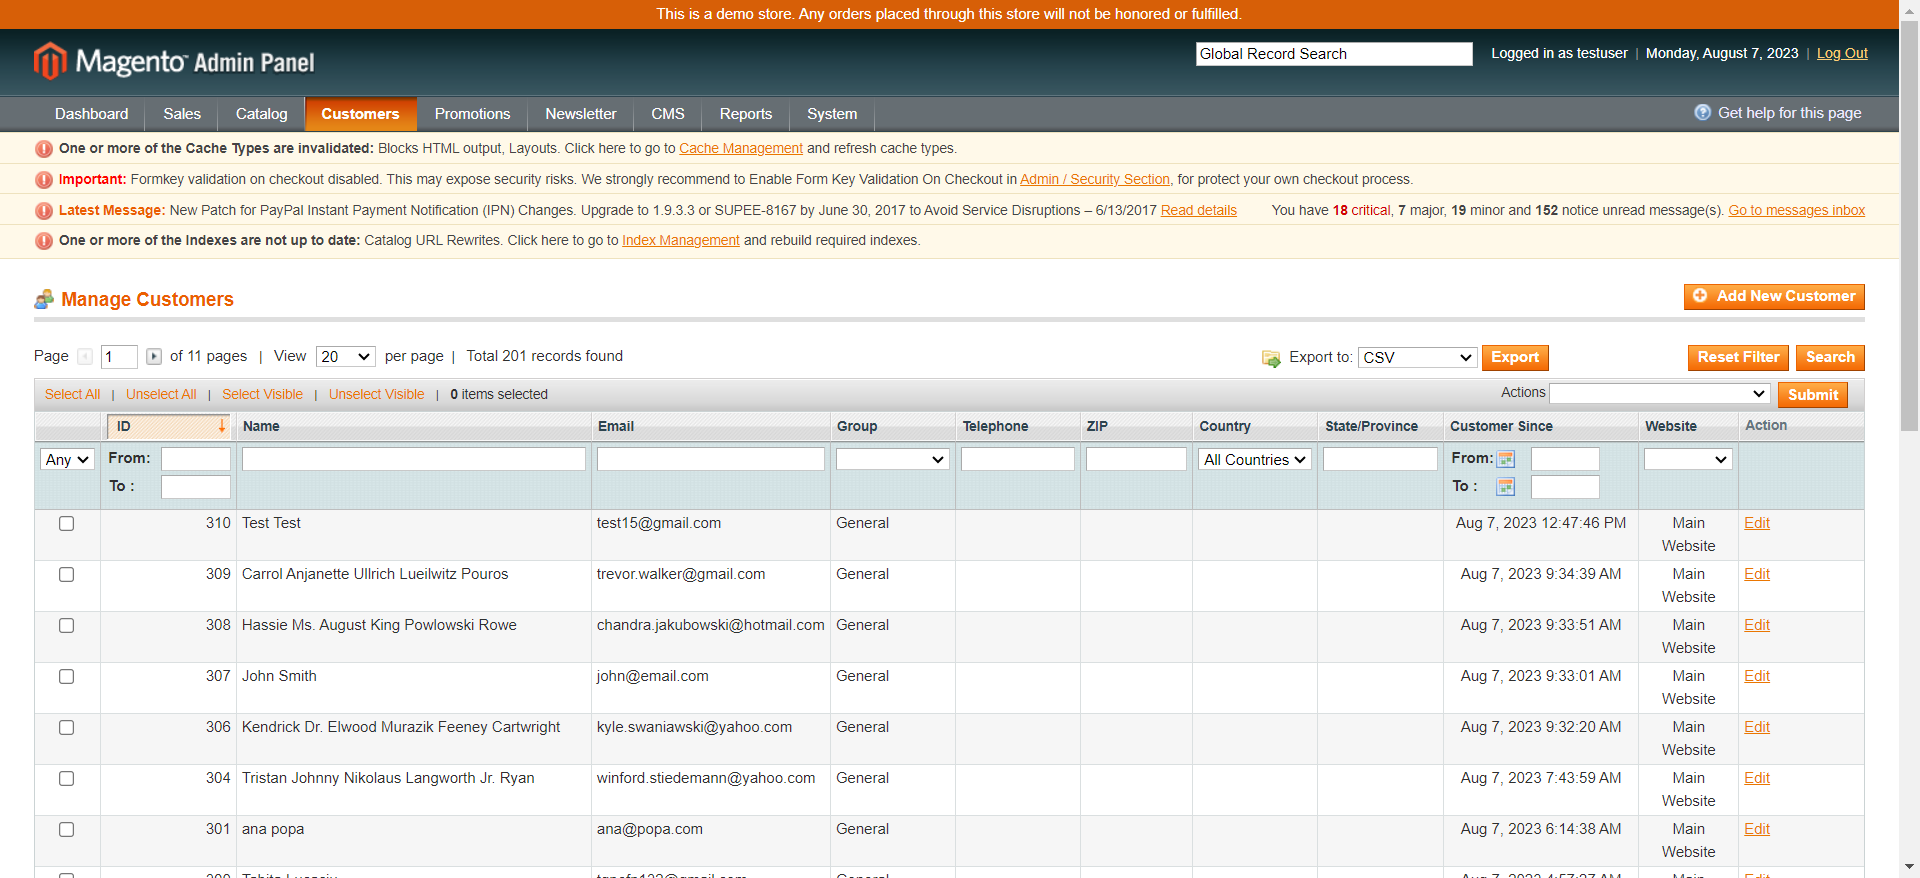 This is a demo store. Any orders placed through this store will not be honored or fulfilled.
Magento Admin Panel
Global Record Search
Logged in as testuser | Monday, August 7, 2023 | Log Out
Dashboard Sales Catalog Customers Promotions Newsletter CMS Reports System Get help for this page
One or more of the Cache Types are invalidated: Blocks HTML output, Layouts. Click here to go to Cache Management and refresh cache types.
Important: Formkey validation on checkout disabled. This may expose security risks. We strongly recommend to Enable Form Key Validation On Checkout in Admin / Security Section, for protect your own checkout process.
Latest Message: New Patch for PayPal Instant Payment Notification (IPN) Changes. Upgrade to 1.9.3.3 or SUPEE-8167 by June 30, 2017 to Avoid Service Disruptions – 6/13/2017 Read details You have 18 critical, 7 major, 19 minor and 152 notice unread message(s). Go to messages inbox
One or more of the Indexes are not up to date: Catalog URL Rewrites. Click here to go to Index Management and rebuild required indexes.
Manage Customers Add New Customer
Page 1 of 11 pages | View 20 per page | Total 201 records found Export to: CSV Export Reset Filter Search
Select All | Unselect All | Select Visible | Unselect Visible | 0 items selected Actions Submit
ID Name Email Group Telephone ZIP Country State/Province Customer Since Website Action
Any From: All Countries From:
To : To :
310 Test Test test15@gmail.com General Aug 7, 2023 12:47:46 PM Main Edit
Website
309 Carrol Anjanette Ullrich Lueilwitz Pouros trevor.walker@gmail.com General Aug 7, 2023 9:34:39 AM Main Edit
Website
308 Hassie Ms. August King Powlowski Rowe chandra.jakubowski@hotmail.com General Aug 7, 2023 9:33:51 AM Main Edit
Website
307 John Smith john@email.com General Aug 7, 2023 9:33:01 AM Main Edit
Website
306 Kendrick Dr. Elwood Murazik Feeney Cartwright kyle.swaniawski@yahoo.com General Aug 7, 2023 9:32:20 AM Main Edit
Website
304 Tristan Johnny Nikolaus Langworth Jr. Ryan winford.stiedemann@yahoo.com General Aug 7, 2023 7:43:59 AM Main Edit
Website
301 ana popa ana@popa.com General Aug 7, 2023 6:14:38 AM Main Edit
Website